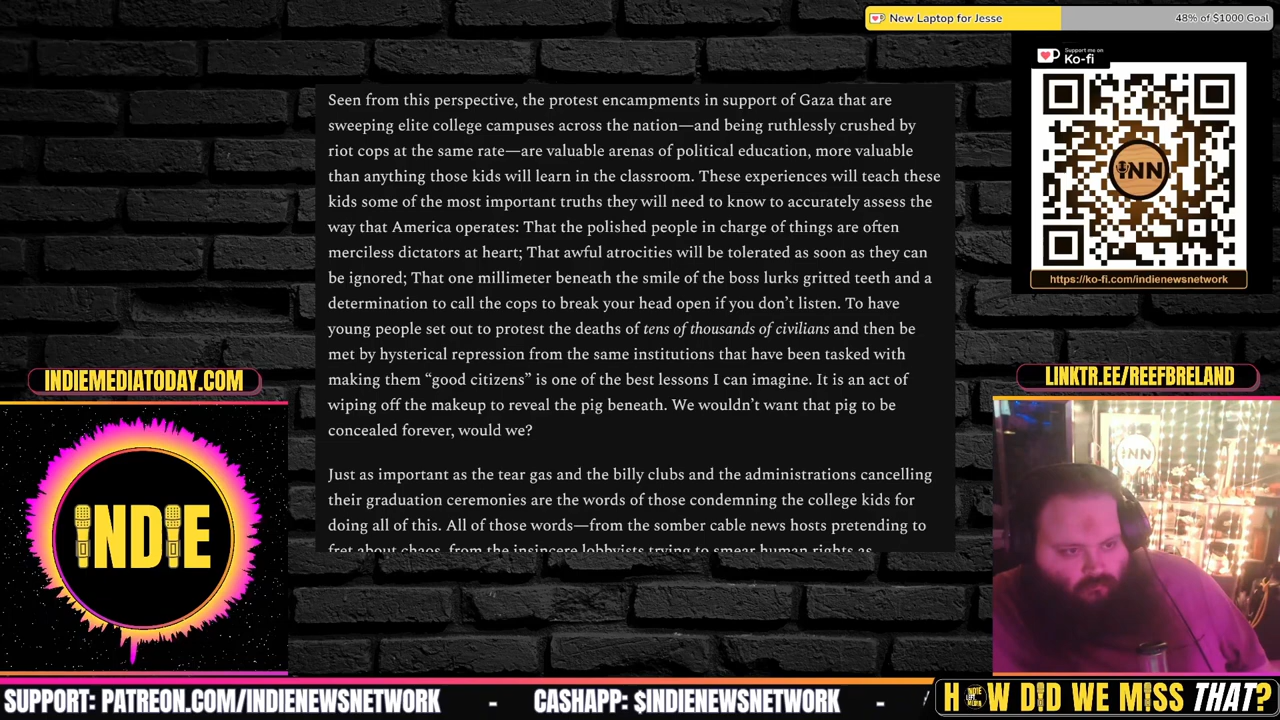 New Laptop for Jesse
48% of $1000 Goal
Support me on
Ko-fi
iNN
https://ko-fi.com/indienewsnetwork
Seen from this perspective, the protest encampments in support of Gaza that are
sweeping elite college campuses across the nation—and being ruthlessly crushed by
riot cops at the same rate—are valuable arenas of political education, more valuable
than anything those kids will learn in the classroom. These experiences will teach these
kids some of the most important truths they will need to know to accurately assess the
way that America operates: That the polished people in charge of things are often
merciless dictators at heart; That awful atrocities will be tolerated as soon as they can
be ignored; That one millimeter beneath the smile of the boss lurks gritted teeth and a
determination to call the cops to break your head open if you don’t listen. To have
young people set out to protest the deaths of tens of thousands of civilians and then be
met by hysterical repression from the same institutions that have been tasked with
making them “good citizens” is one of the best lessons I can imagine. It is an act of
wiping off the makeup to reveal the pig beneath. We wouldn’t want that pig to be
concealed forever, would we?
Just as important as the tear gas and the billy clubs and the administrations cancelling
their graduation ceremonies are the words of those condemning the college kids for
doing all of this. All of those words—from the somber cable news hosts pretending to
fret about chaos, from the insincere lobbyists trying to smear human rights as
INDIEMEDIATODAY.COM
INDIE
LINKTR.EE/REEFBRELAND
iNN
SUPPORT: PATREON.COM/INDIENEWSNETWORK - CASHAPP: $INDIENEWSNETWORK -
HOW DID WE MISS THAT?